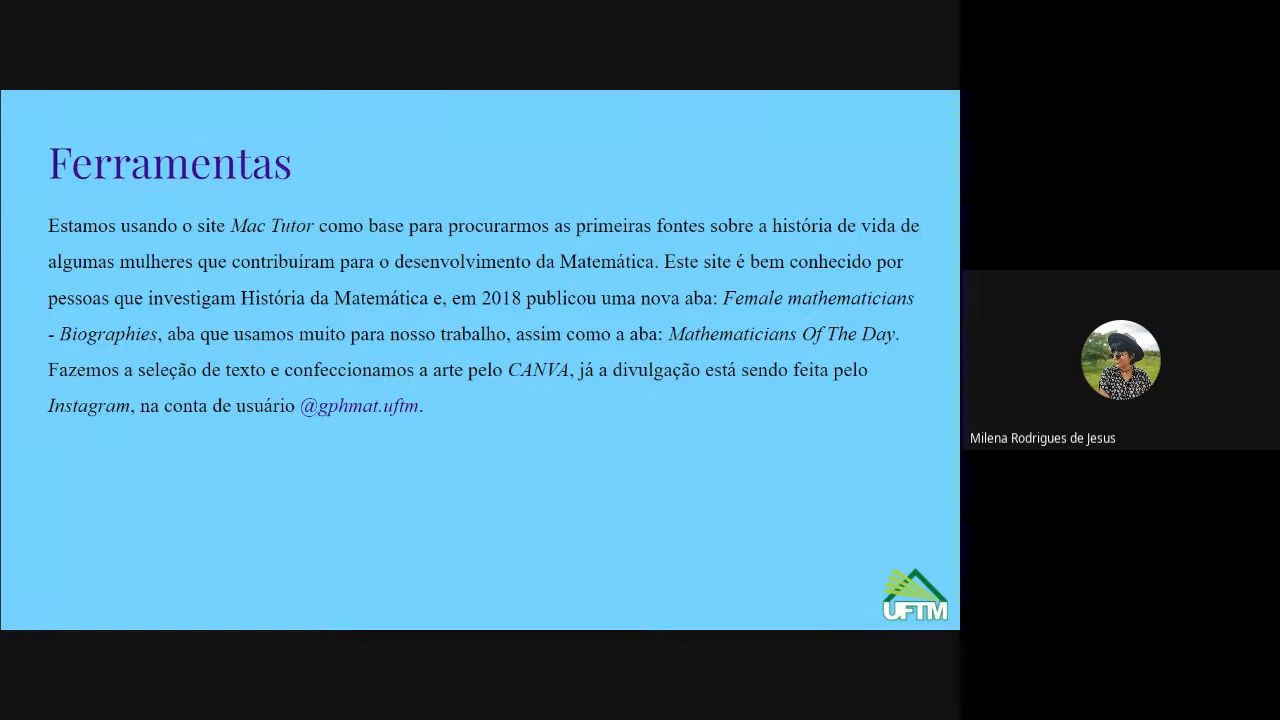 Ferramentas
Estamos usando o site Mac Tutor como base para procurarmos as primeiras fontes sobre a história de vida de
algumas mulheres que contribuíram para o desenvolvimento da Matemática. Este site é bem conhecido por
pessoas que investigam História da Matemática e, em 2018 publicou uma nova aba: Female mathematicians
- Biographies, aba que usamos muito para nosso trabalho, assim como a aba: Mathematicians Of The Day.
Fazemos a seleção de texto e confeccionamos a arte pelo CANVA, já a divulgação está sendo feita pelo
Instagram, na conta de usuário @gphmat.uftm.
UFTM
Milena Rodrigues de Jesus